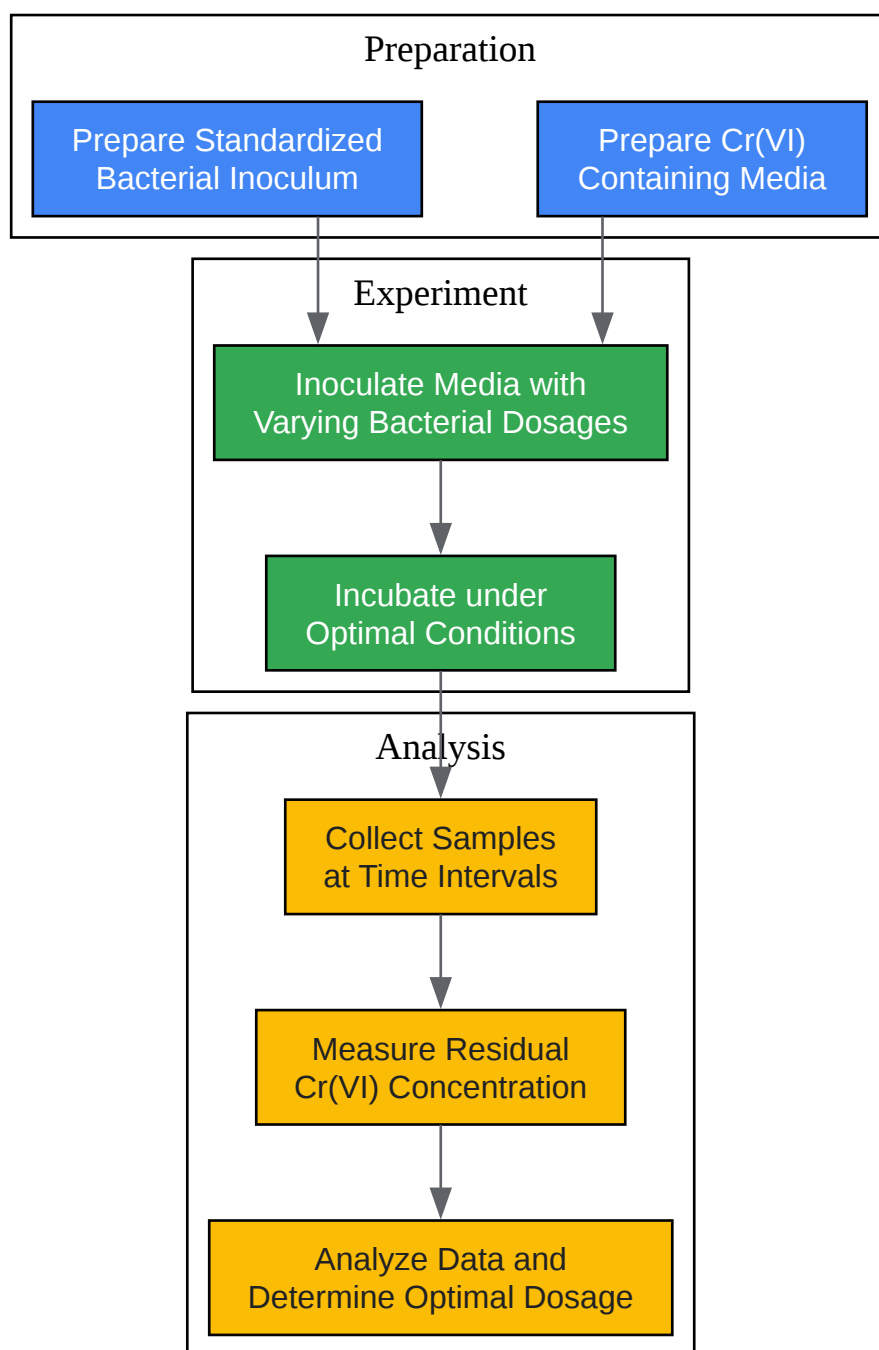 Preparation
Prepare Standardized
Bacterial Inoculum
Prepare Cr(VI)
Containing Media
Experiment
Inoculate Media with
Varying Bacterial Dosages
Incubate under
Optimal Conditions
Analysis
Collect Samples
at Time Intervals
Measure Residual
Cr(VI) Concentration
Analyze Data and
Determine Optimal Dosage